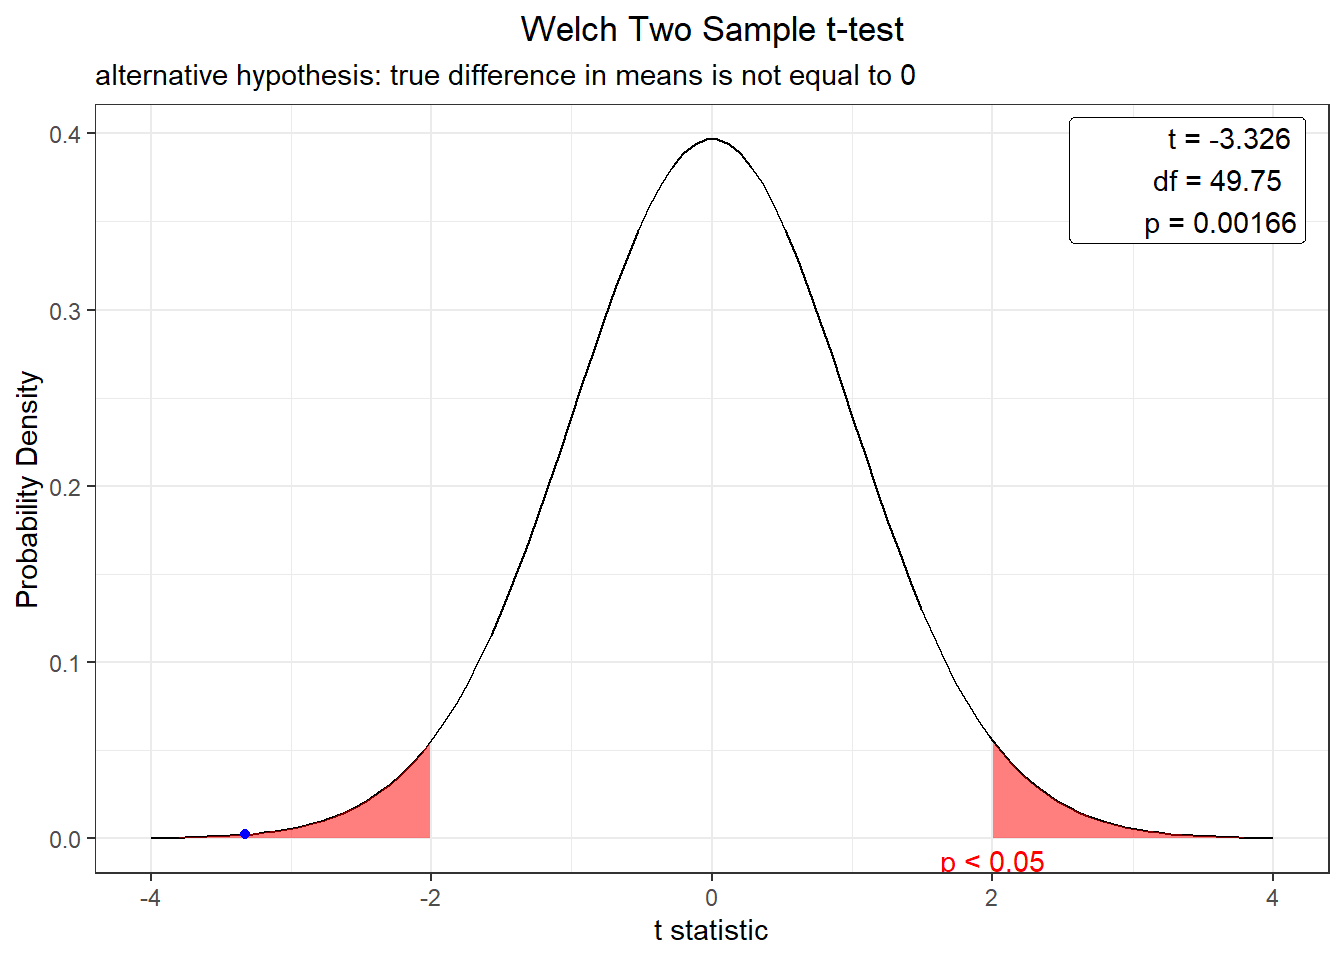 Welch Two Sample t-test
alternative hypothesis: true difference in means is not equal to 0
t = -3.326
df = 49.75
p = 0.00166
Probability Density
0.4
0.3
0.2
0.1
0.0
p < 0.05
-4 -2 0 2 4
t statistic